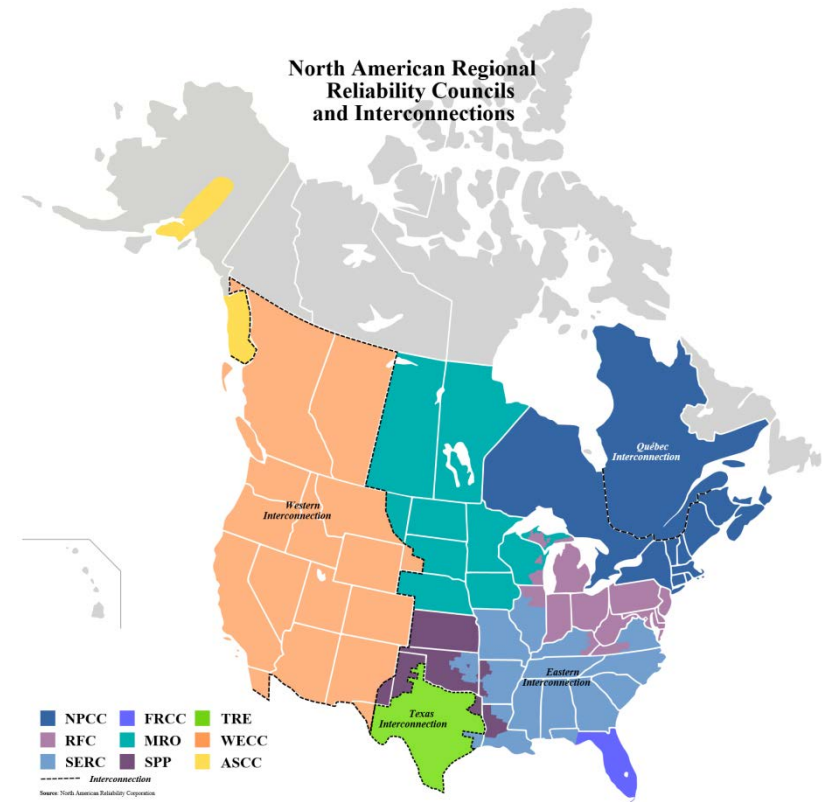 North American Regional
Reliability Councils
and Interconnections
Québec
Interconnection
Western
Interconnection
Eastern
Interconnection
Texas
Interconnection
NPCC FRCC TRE
RFC MRO WECC
SERC SPP ASCC
Interconnection
Source: North American Reliability Corporation